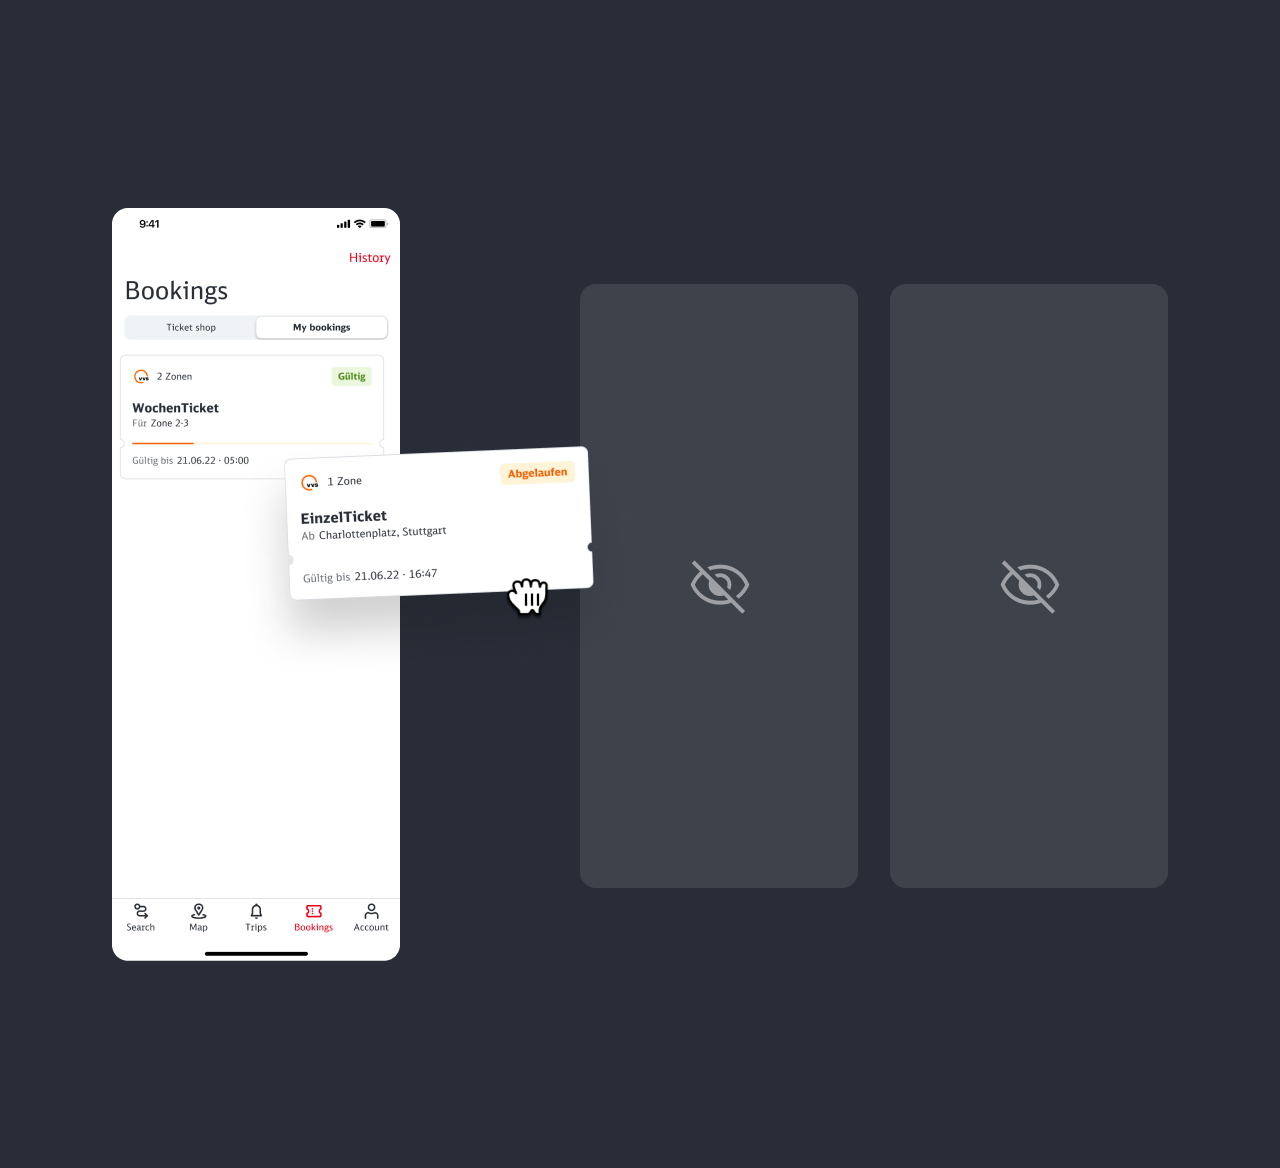 9:41
History
Bookings
Ticket shop
My bookings
vvs 2 Zonen
Gültig
WochenTicket
Für Zone 2-3
Gültig bis 21.06.22 · 05:00
vvs 1 Zone
Abgelaufen
EinzelTicket
Ab Charlottenplatz, Stuttgart
Gültig bis 21.06.22 · 16:47
Search
Map
Trips
Bookings
Account